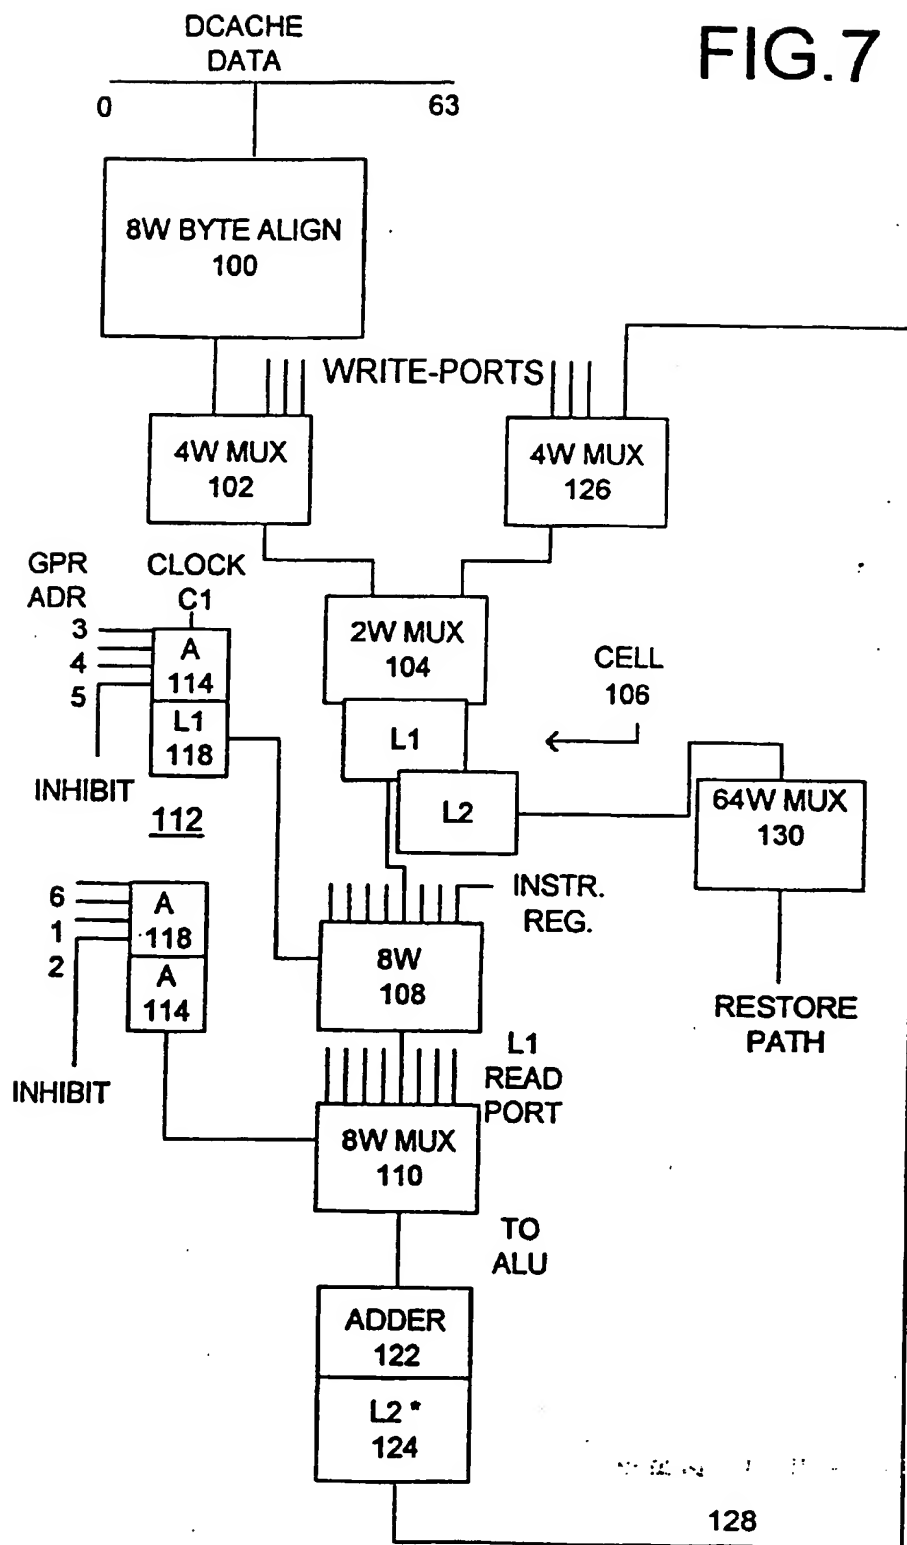 DCACHE
DATA
FIG.7
0
63
8W BYTE ALIGN
100
WRITE-PORTS
4W MUX
102
4W MUX
126
GPR
ADR
CLOCK
C1
3
4
5
A
114
L1
118
INHIBIT
112
2W MUX
104
CELL
106
L1
L2
64W MUX
130
INSTR.
REG.
6
1
2
A
118
A
114
INHIBIT
8W
108
RESTORE
PATH
L1
READ
PORT
8W MUX
110
TO
ALU
ADDER
122
L2 *
124
128